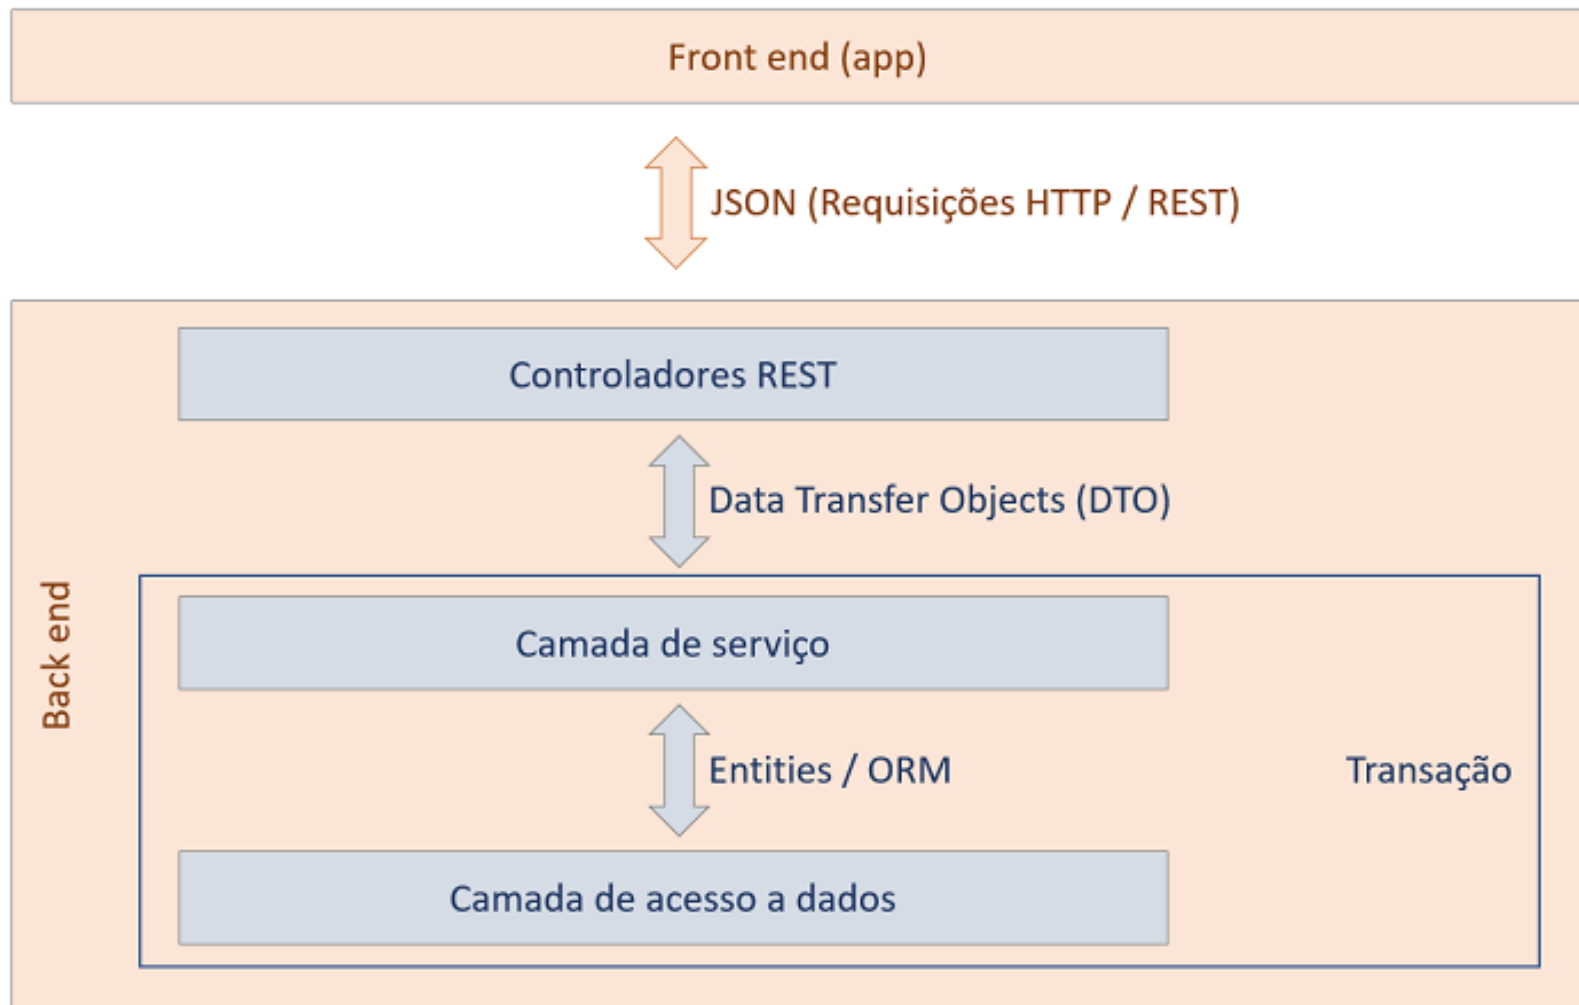 Front end (app)
JSON (Requisições HTTP / REST)
Controladores REST
Data Transfer Objects (DTO)
Back end
Camada de serviço
Entities / ORM
Transação
Camada de acesso a dados